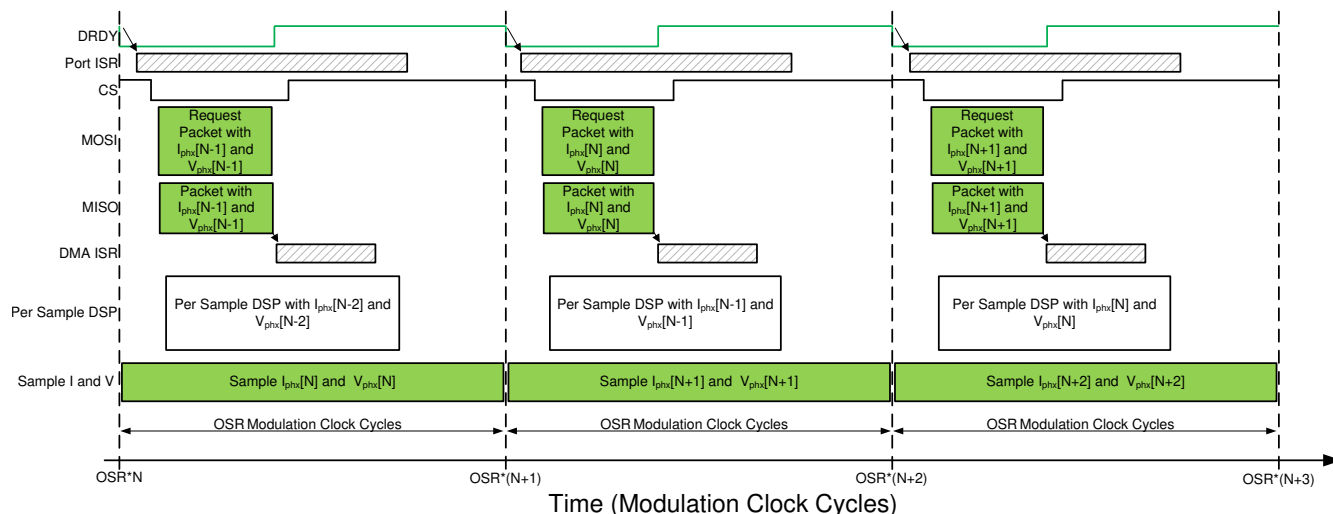 DRDY
Port ISR
CS
MOSI
Request
Packet with
Iphx[N-1] and
Vphx[N-1]
Request
Packet with
Iphx[N] and
Vphx[N]
Request
Packet with
Iphx[N+1] and
Vphx[N+1]
MISO
Packet with
Iphx[N-1] and
Vphx[N-1]
Packet with
Iphx[N] and
Vphx[N]
Packet with
Iphx[N+1] and
Vphx[N+1]
DMA ISR
Per Sample DSP
Per Sample DSP with Iphx[N-2] and
Vphx[N-2]
Per Sample DSP with Iphx[N-1] and
Vphx[N-1]
Per Sample DSP with Iphx[N] and
Vphx[N]
Sample I and V
Sample Iphx[N] and Vphx[N]
Sample Iphx[N+1] and Vphx[N+1]
Sample Iphx[N+2] and Vphx[N+2]
OSR Modulation Clock Cycles
OSR Modulation Clock Cycles
OSR Modulation Clock Cycles
OSR*N
OSR*(N+1)
OSR*(N+2)
OSR*(N+3)
Time (Modulation Clock Cycles)